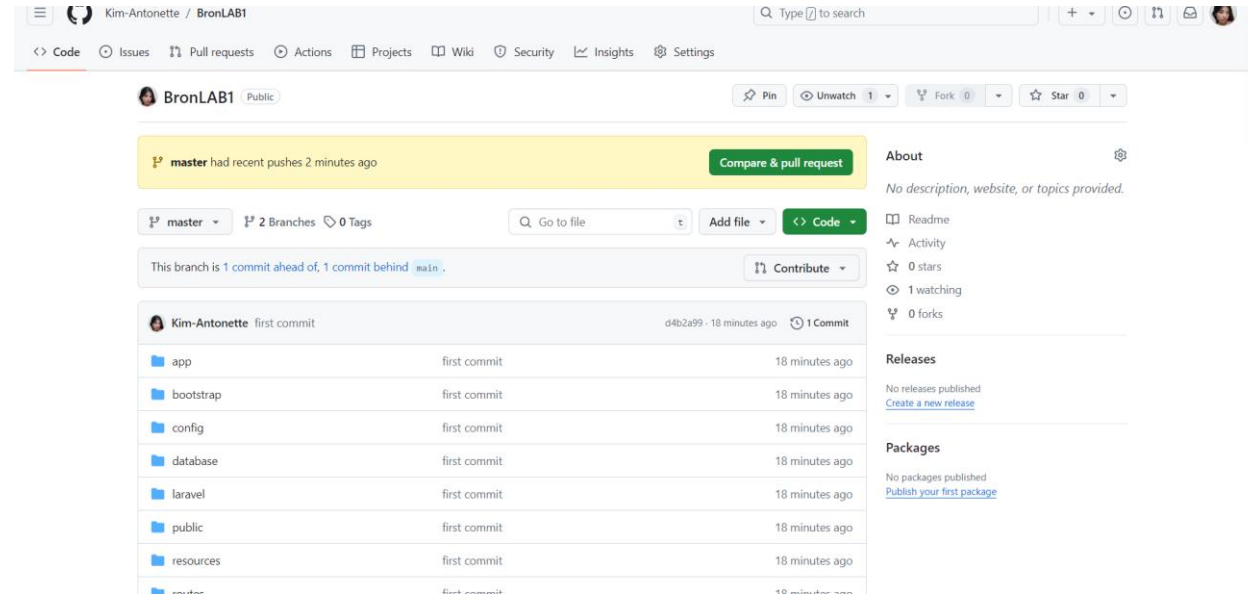 Kim-Antonette / BronLAB1
Type / to search
Code Issues Pull requests Actions Projects Wiki Security Insights Settings
BronLAB1 Public
Pin Unwatch 1 Fork 0 Star 0
master had recent pushes 2 minutes ago
Compare & pull request
master 2 Branches 0 Tags
Go to file t
Add file
Code
This branch is 1 commit ahead of, 1 commit behind main .
Contribute
Kim-Antonette first commit d4b2a99 · 18 minutes ago 1 Commit
app first commit 18 minutes ago
bootstrap first commit 18 minutes ago
config first commit 18 minutes ago
database first commit 18 minutes ago
laravel first commit 18 minutes ago
public first commit 18 minutes ago
resources first commit 18 minutes ago
routes first commit 18 minutes ago
About
No description, website, or topics provided.
Readme
Activity
0 stars
1 watching
0 forks
Releases
No releases published
Create a new release
Packages
No packages published
Publish your first package